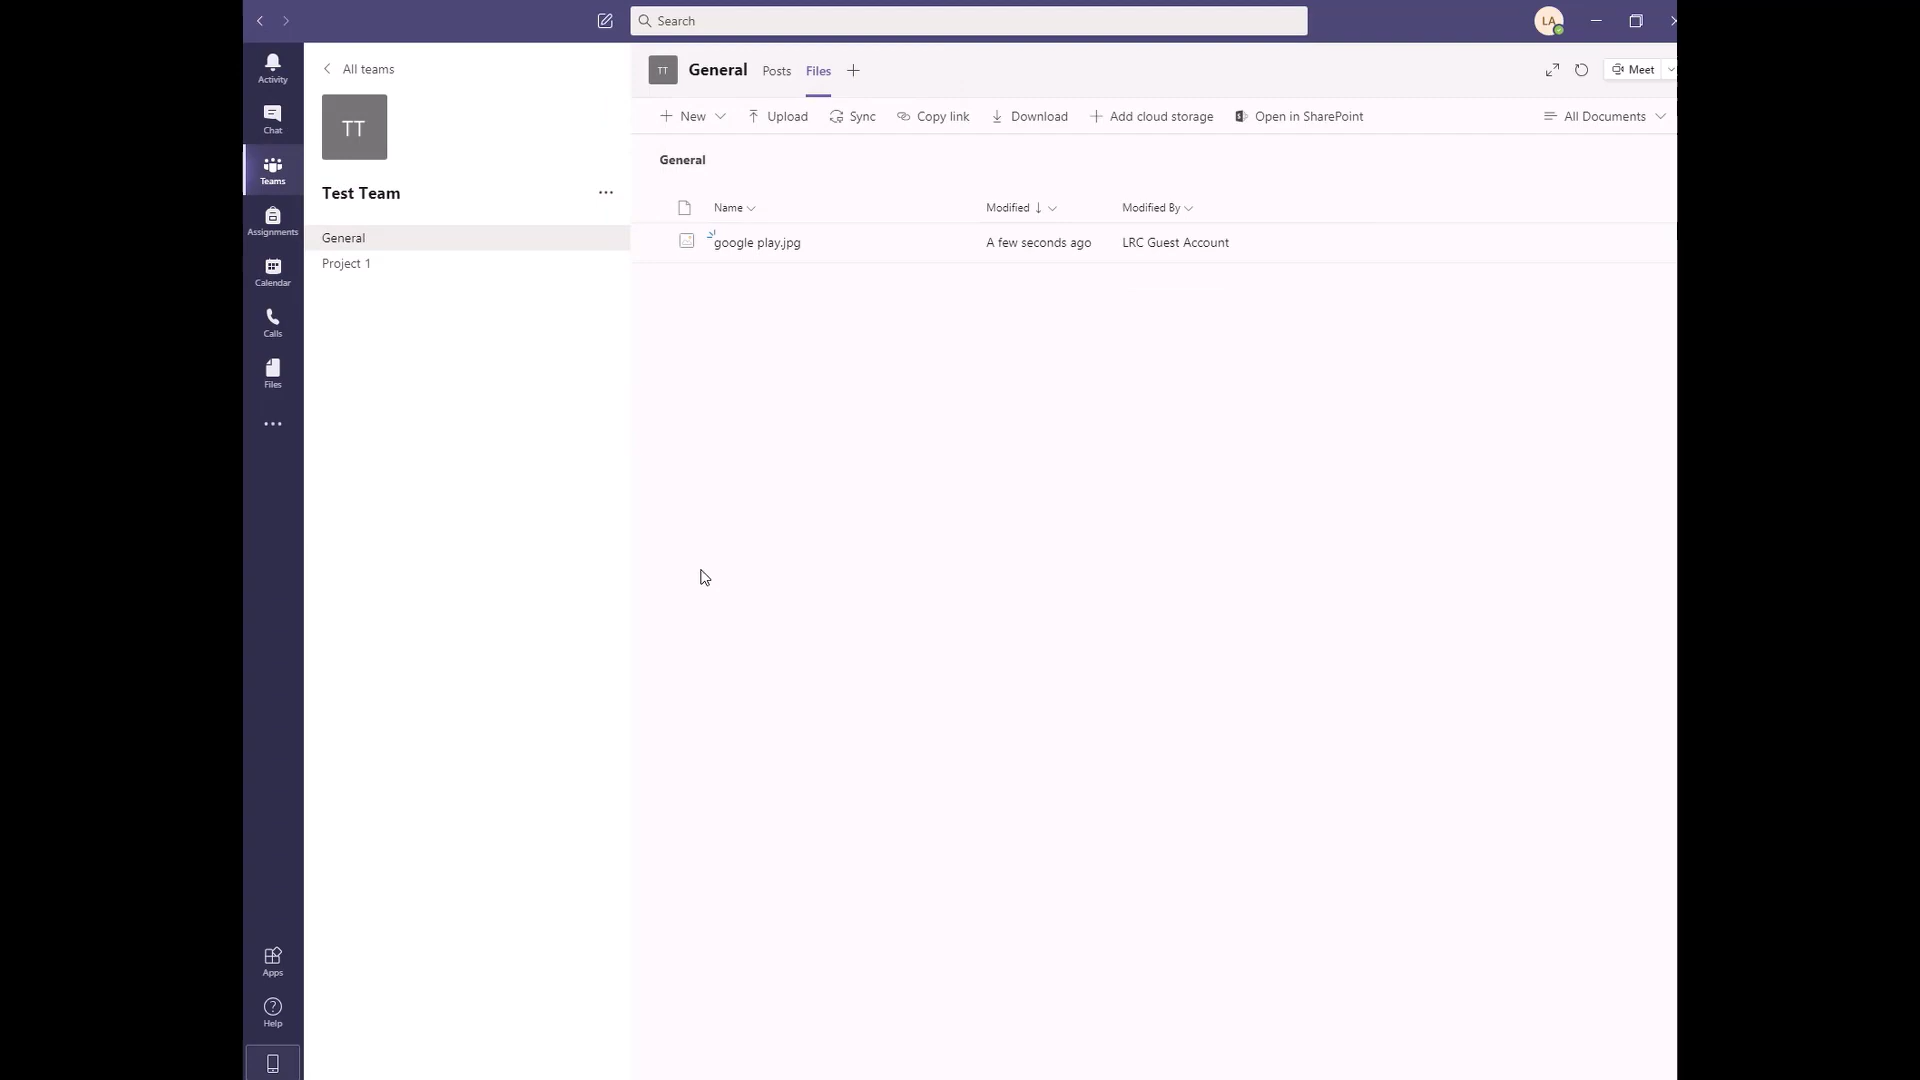 Search
LA
Activity
Chat
Teams
Assignments
Calendar
Calls
Files
Apps
Help
All teams
TT
Test Team
General
Project 1
TT General Posts Files
Meet
New Upload Sync Copy link Download Add cloud storage Open in SharePoint All Documents
General
Name Modified Modified By
google play.jpg A few seconds ago LRC Guest Account